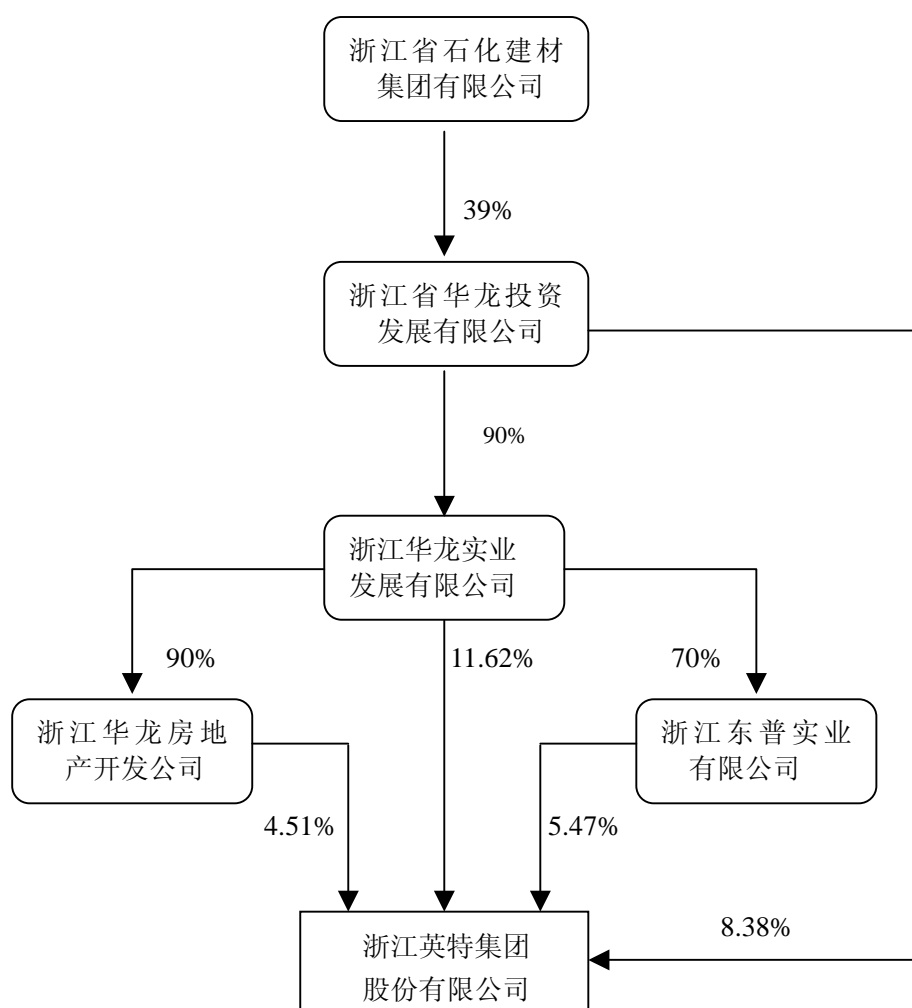 浙江省石化建材
集团有限公司
39%
浙江省华龙投资
发展有限公司
90%
浙江华龙实业
发展有限公司
90%
11.62%
70%
浙江华龙房地
产开发公司
浙江东普实业
有限公司
4.51%
5.47%
8.38%
浙江英特集团
股份有限公司